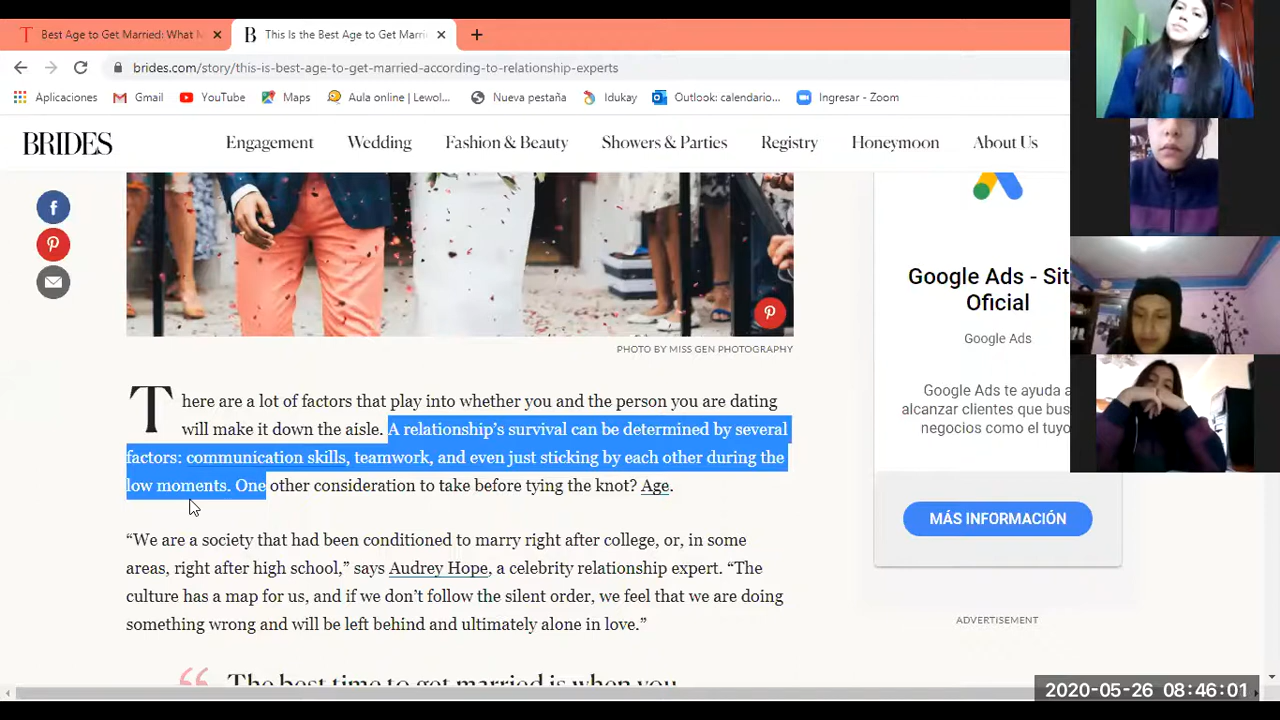 T Best Age to Get Married: What M
B This Is the Best Age to Get Marri
brides.com/story/this-is-best-age-to-get-married-according-to-relationship-experts
Aplicaciones Gmail YouTube Maps Aula online | Lewol... Nueva pestaña Idukay Outlook: calendario... Ingresar - Zoom
BRIDES Engagement Wedding Fashion & Beauty Showers & Parties Registry Honeymoon About Us
PHOTO BY MISS GEN PHOTOGRAPHY
There are a lot of factors that play into whether you and the person you are dating
will make it down the aisle. A relationship’s survival can be determined by several
factors: communication skills, teamwork, and even just sticking by each other during the
low moments. One other consideration to take before tying the knot? Age.
“We are a society that had been conditioned to marry right after college, or, in some
areas, right after high school,” says Audrey Hope, a celebrity relationship expert. “The
culture has a map for us, and if we don’t follow the silent order, we feel that we are doing
something wrong and will be left behind and ultimately alone in love.”
“ The best time to get married is when you
Google Ads - Sit
Oficial
Google Ads
Google Ads te ayuda a
alcanzar clientes que bus
negocios como el tuyo
MÁS INFORMACIÓN
ADVERTISEMENT
2020-05-26 08:46:01